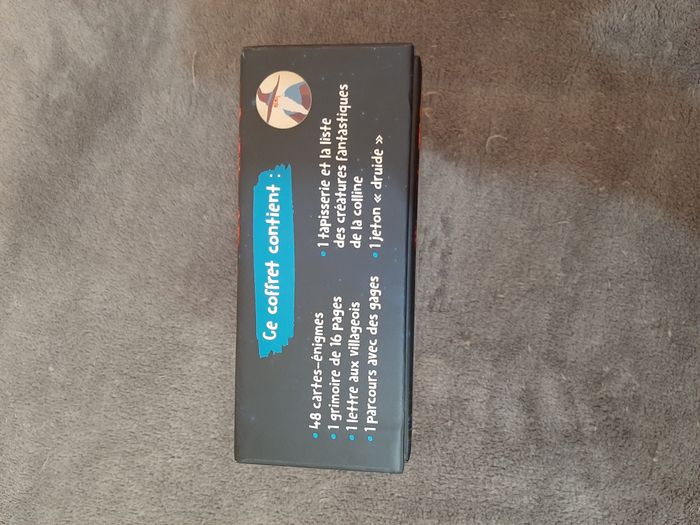 Ce coffret contient :
• 48 cartes-énigmes
• 1 grimoire de 16 pages
• 1 lettre aux villageois
• 1 parcours avec des gages
• 1 tapisserie et la liste
des créatures fantastiques
de la colline
• 1 jeton « druide »